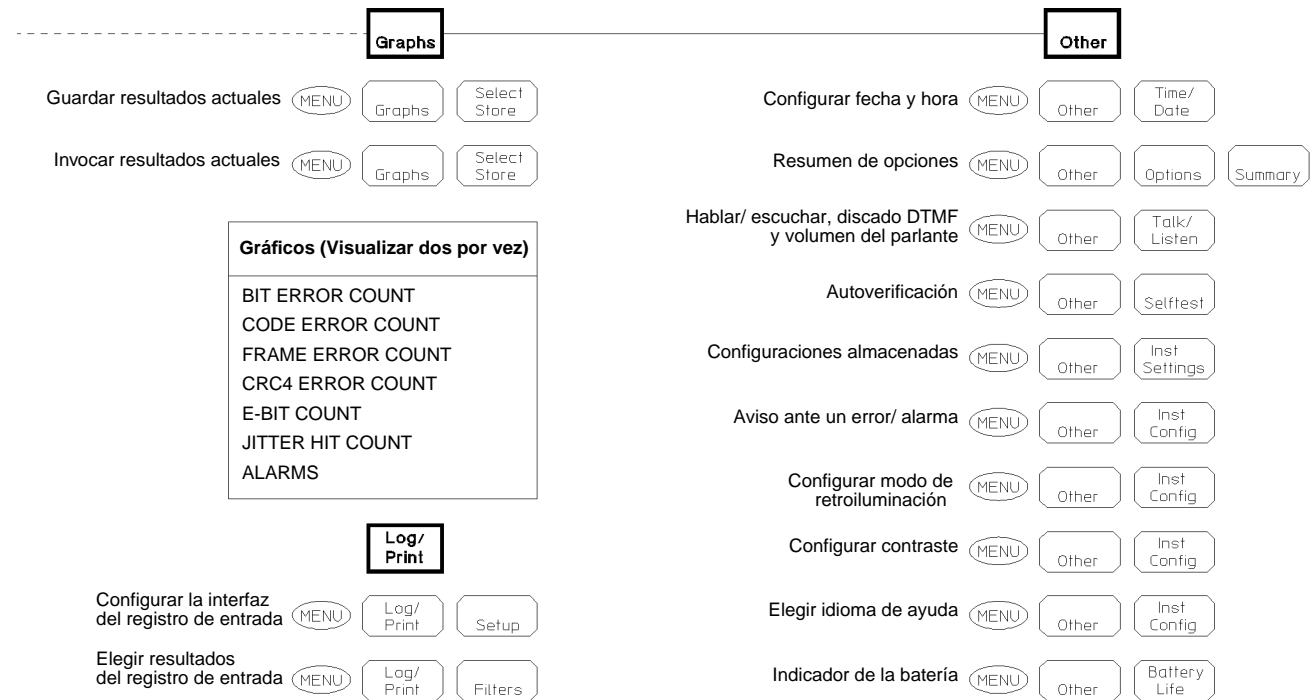 Graphs
Guardar resultados actuales MENU Graphs Select
Store
Invocar resultados actuales MENU Graphs Select
Store
Gráficos (Visualizar dos por vez)
BIT ERROR COUNT
CODE ERROR COUNT
FRAME ERROR COUNT
CRC4 ERROR COUNT
E-BIT COUNT
JITTER HIT COUNT
ALARMS
Log/
Print
Configurar la interfaz
del registro de entrada MENU Log/
Print Setup
Elegir resultados
del registro de entrada MENU Log/
Print Filters
Other
Configurar fecha y hora MENU Other Time/
Date
Resumen de opciones MENU Other Options Summary
Hablar/ escuchar, discado DTMF
y volumen del parlante MENU Other Talk/
Listen
Autoverificación MENU Other Selftest
Configuraciones almacenadas MENU Other Inst
Settings
Aviso ante un error/ alarma MENU Other Inst
Config
Configurar modo de
retroiluminación MENU Other Inst
Config
Configurar contraste MENU Other Inst
Config
Elegir idioma de ayuda MENU Other Inst
Config
Indicador de la batería MENU Other Battery
Life